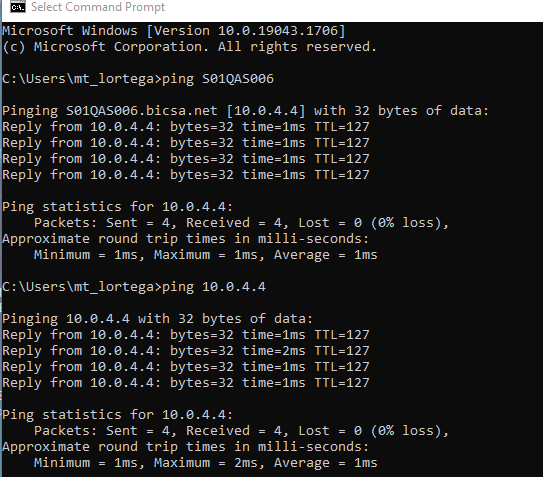 Select Command Prompt
Microsoft Windows [Version 10.0.19043.1706]
(c) Microsoft Corporation. All rights reserved.
C:\Users\mt_lortega>ping S01QAS006
Pinging S01QAS006.bicsa.net [10.0.4.4] with 32 bytes of data:
Reply from 10.0.4.4: bytes=32 time=1ms TTL=127
Reply from 10.0.4.4: bytes=32 time=1ms TTL=127
Reply from 10.0.4.4: bytes=32 time=1ms TTL=127
Reply from 10.0.4.4: bytes=32 time=1ms TTL=127
Ping statistics for 10.0.4.4:
    Packets: Sent = 4, Received = 4, Lost = 0 (0% loss),
Approximate round trip times in milli-seconds:
    Minimum = 1ms, Maximum = 1ms, Average = 1ms
C:\Users\mt_lortega>ping 10.0.4.4
Pinging 10.0.4.4 with 32 bytes of data:
Reply from 10.0.4.4: bytes=32 time=1ms TTL=127
Reply from 10.0.4.4: bytes=32 time=2ms TTL=127
Reply from 10.0.4.4: bytes=32 time=1ms TTL=127
Reply from 10.0.4.4: bytes=32 time=1ms TTL=127
Ping statistics for 10.0.4.4:
    Packets: Sent = 4, Received = 4, Lost = 0 (0% loss),
Approximate round trip times in milli-seconds:
    Minimum = 1ms, Maximum = 2ms, Average = 1ms